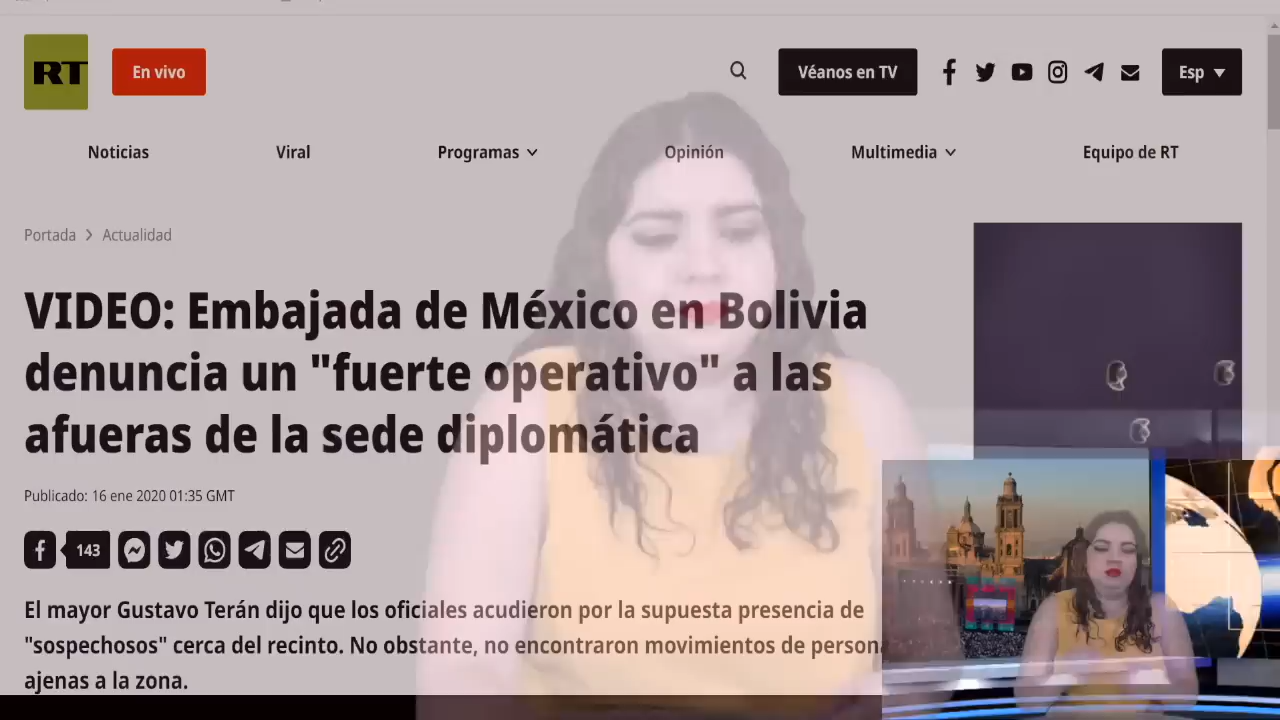 RT
En vivo
Véanos en TV
Esp
Noticias
Viral
Programas
Opinión
Multimedia
Equipo de RT
Portada
Actualidad
VIDEO: Embajada de México en Bolivia
denuncia un "fuerte operativo" a las
afueras de la sede diplomática
Publicado: 16 ene 2020 01:35 GMT
143
El mayor Gustavo Terán dijo que los oficiales acudieron por la supuesta presencia de
"sospechosos" cerca del recinto. No obstante, no encontraron movimientos de persona
ajenas a la zona.